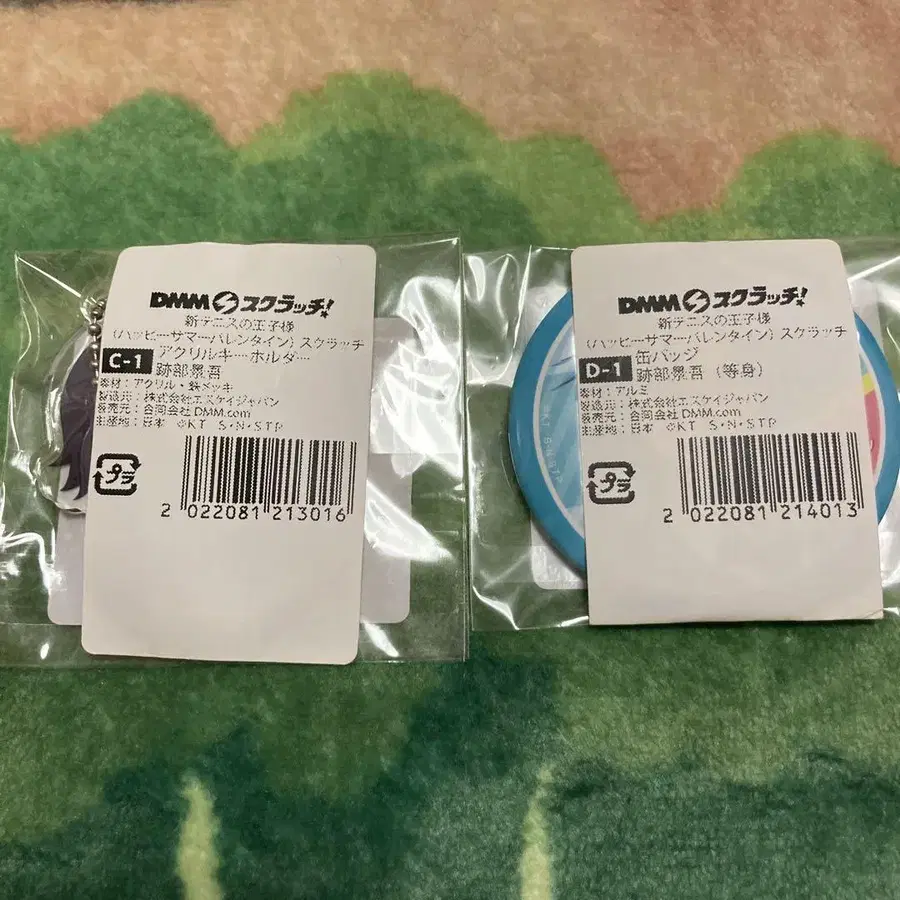 DMM スクラッチ!
新テニスの王子様
(ハッピーサマーバレンタイン) スクラッチ
C-1 アクリルキーホルダー
跡部景吾
素材：アクリル・鉄メッキ
製造元：株式会社エスケイジャパン
販売元：合同会社DMM.com
生産地：日本 ©KT S・N・STP
プラ
2 022081 213016
DMM スクラッチ!
新テニスの王子様
(ハッピーサマーバレンタイン) スクラッチ
D-1 缶バッジ
跡部景吾 (等身)
素材：アルミ
製造元：株式会社エスケイジャパン
販売元：合同会社DMM.com
生産地：日本 ©KT S・N・STP
プラ
2 022081 214013
KT S・N・STP